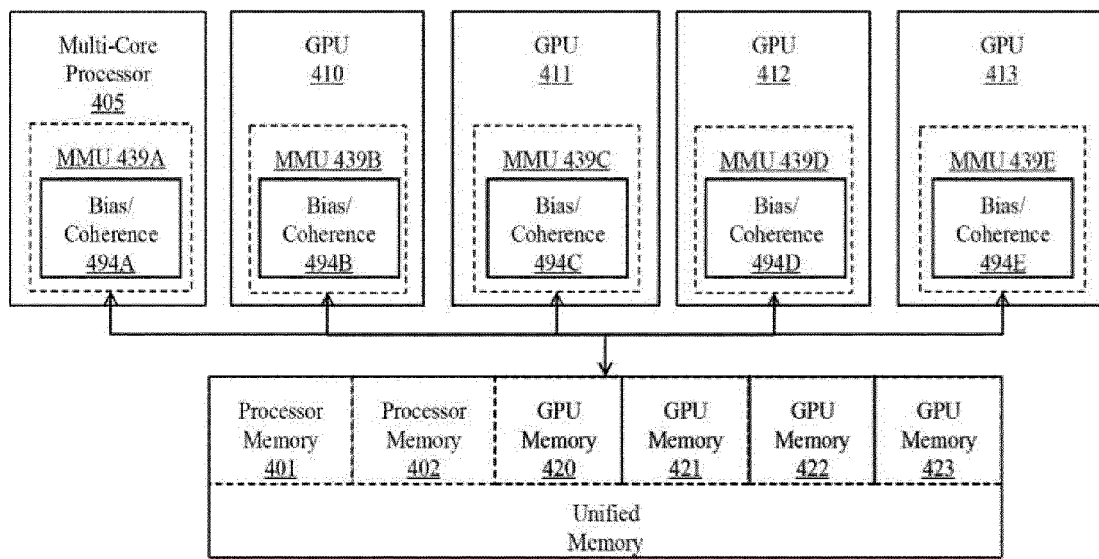 Multi-Core
Processor
405
MMU 439A
Bias/
Coherence
494A
GPU
410
MMU 439B
Bias/
Coherence
494B
GPU
411
MMU 439C
Bias/
Coherence
494C
GPU
412
MMU 439D
Bias/
Coherence
494D
GPU
413
MMU 439E
Bias/
Coherence
494E
Processor
Memory
401
Processor
Memory
402
GPU
Memory
420
GPU
Memory
421
GPU
Memory
422
GPU
Memory
423
Unified
Memory